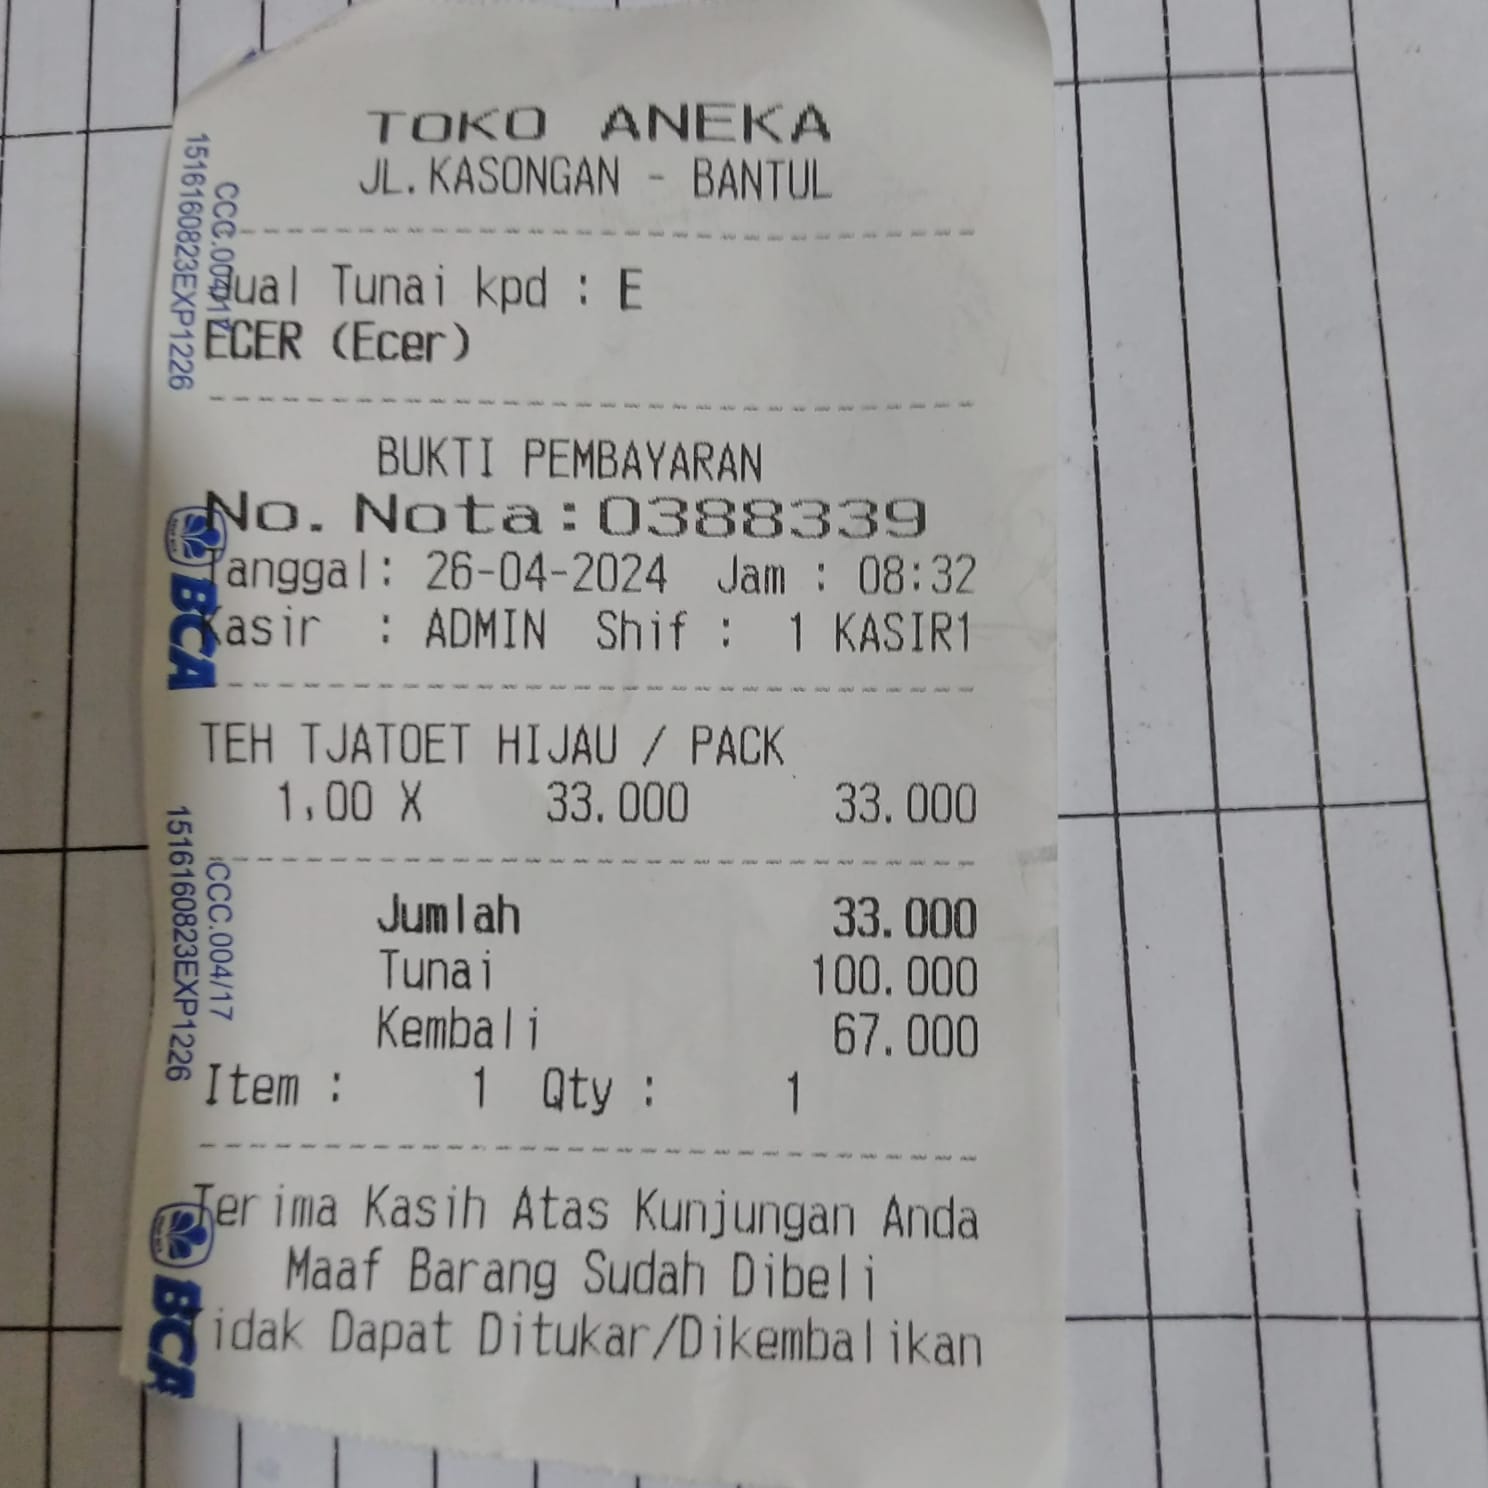 TOKO ANEKA
JL.KASONGAN - BANTUL
Jual Tunai kpd : E
ECER (Ecer)
BUKTI PEMBAYARAN
No. Nota:0388339
Tanggal: 26-04-2024 Jam : 08:32
Kasir : ADMIN Shif : 1 KASIR1
TEH TJATOET HIJAU / PACK
1,00 X 33.000 33.000
Jumlah 33.000
Tunai 100.000
Kembali 67.000
Item : 1 Qty : 1
Terima Kasih Atas Kunjungan Anda
Maaf Barang Sudah Dibeli
Tidak Dapat Ditukar/Dikembalikan
CCC.004/17
1516160823EXP1226
BCA
CCC.004/17
1516160823EXP1226
BCA